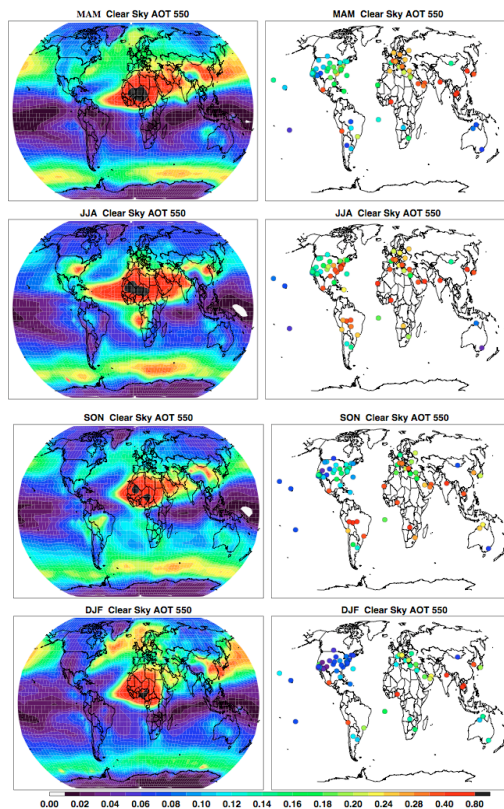 MAM Clear Sky AOT 550
MAM Clear Sky AOT 550
JJA Clear Sky AOT 550
JJA Clear Sky AOT 550
SON Clear Sky AOT 550
SON Clear Sky AOT 550
DJF Clear Sky AOT 550
DJF Clear Sky AOT 550
0.00 0.02 0.04 0.06 0.08 0.10 0.12 0.14 0.16 0.18 0.20 0.24 0.28 0.40 0.80